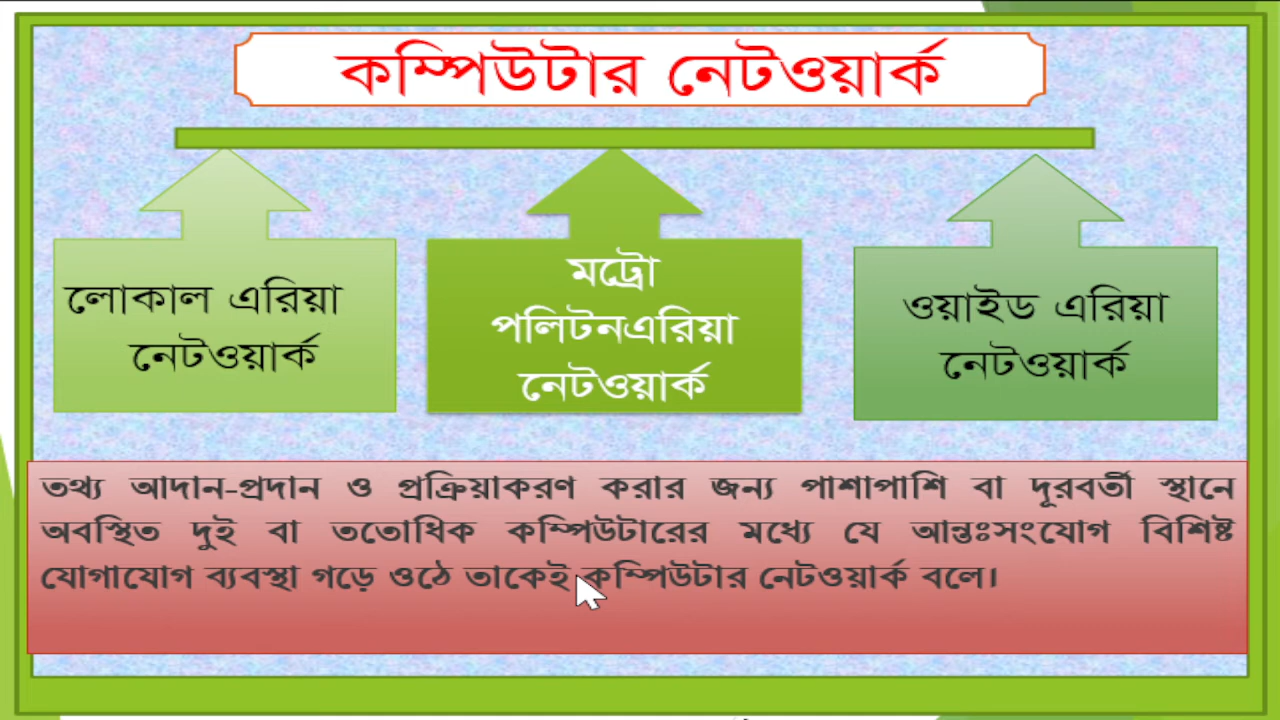 কম্পিউটার নেটওয়ার্ক
লোকাল এরিয়া
নেটওয়ার্ক
মট্রো
পলিটনএরিয়া
নেটওয়ার্ক
ওয়াইড এরিয়া
নেটওয়ার্ক
তথ্য আদান-প্রদান ও প্রক্রিয়াকরণ করার জন্য পাশাপাশি বা দূরবর্তী স্থানে
অবস্থিত দুই বা ততোধিক কম্পিউটারের মধ্যে যে আন্তঃসংযোগ বিশিষ্ট
যোগাযোগ ব্যবস্থা গড়ে ওঠে তাকেই কম্পিউটার নেটওয়ার্ক বলে।